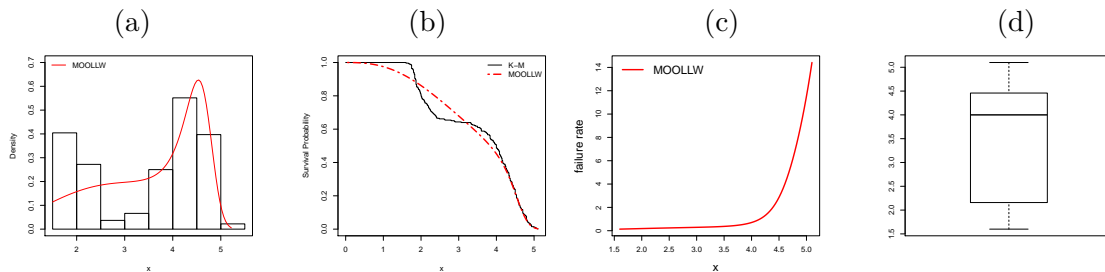 (a)
(b)
(c)
(d)
MOOLLW
Density
0.0 0.1 0.2 0.3 0.4 0.5 0.6 0.7
2 3 4 5
x
K−M
MOOLLW
Survival Probability
0.0 0.2 0.4 0.6 0.8 1.0
0 1 2 3 4 5
x
MOOLLW
failure rate
0 2 4 6 8 10 12 14
2.0 2.5 3.0 3.5 4.0 4.5 5.0
x
1.5 2.0 2.5 3.0 3.5 4.0 4.5 5.0